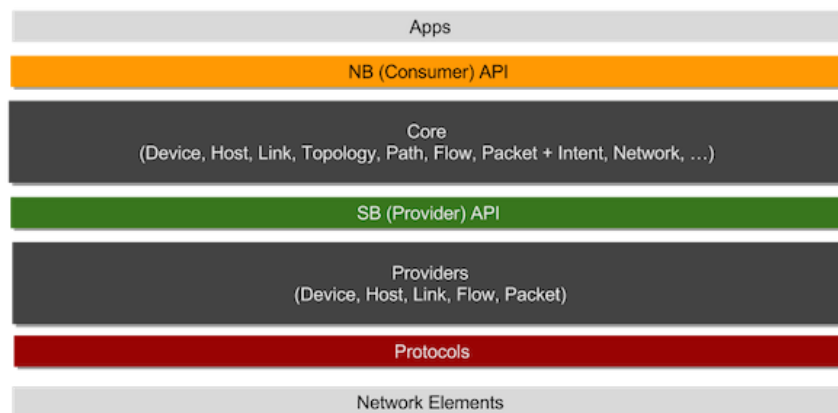 Apps
NB (Consumer) API
Core
(Device, Host, Link, Topology, Path, Flow, Packet + Intent, Network, …)
SB (Provider) API
Providers
(Device, Host, Link, Flow, Packet)
Protocols
Network Elements